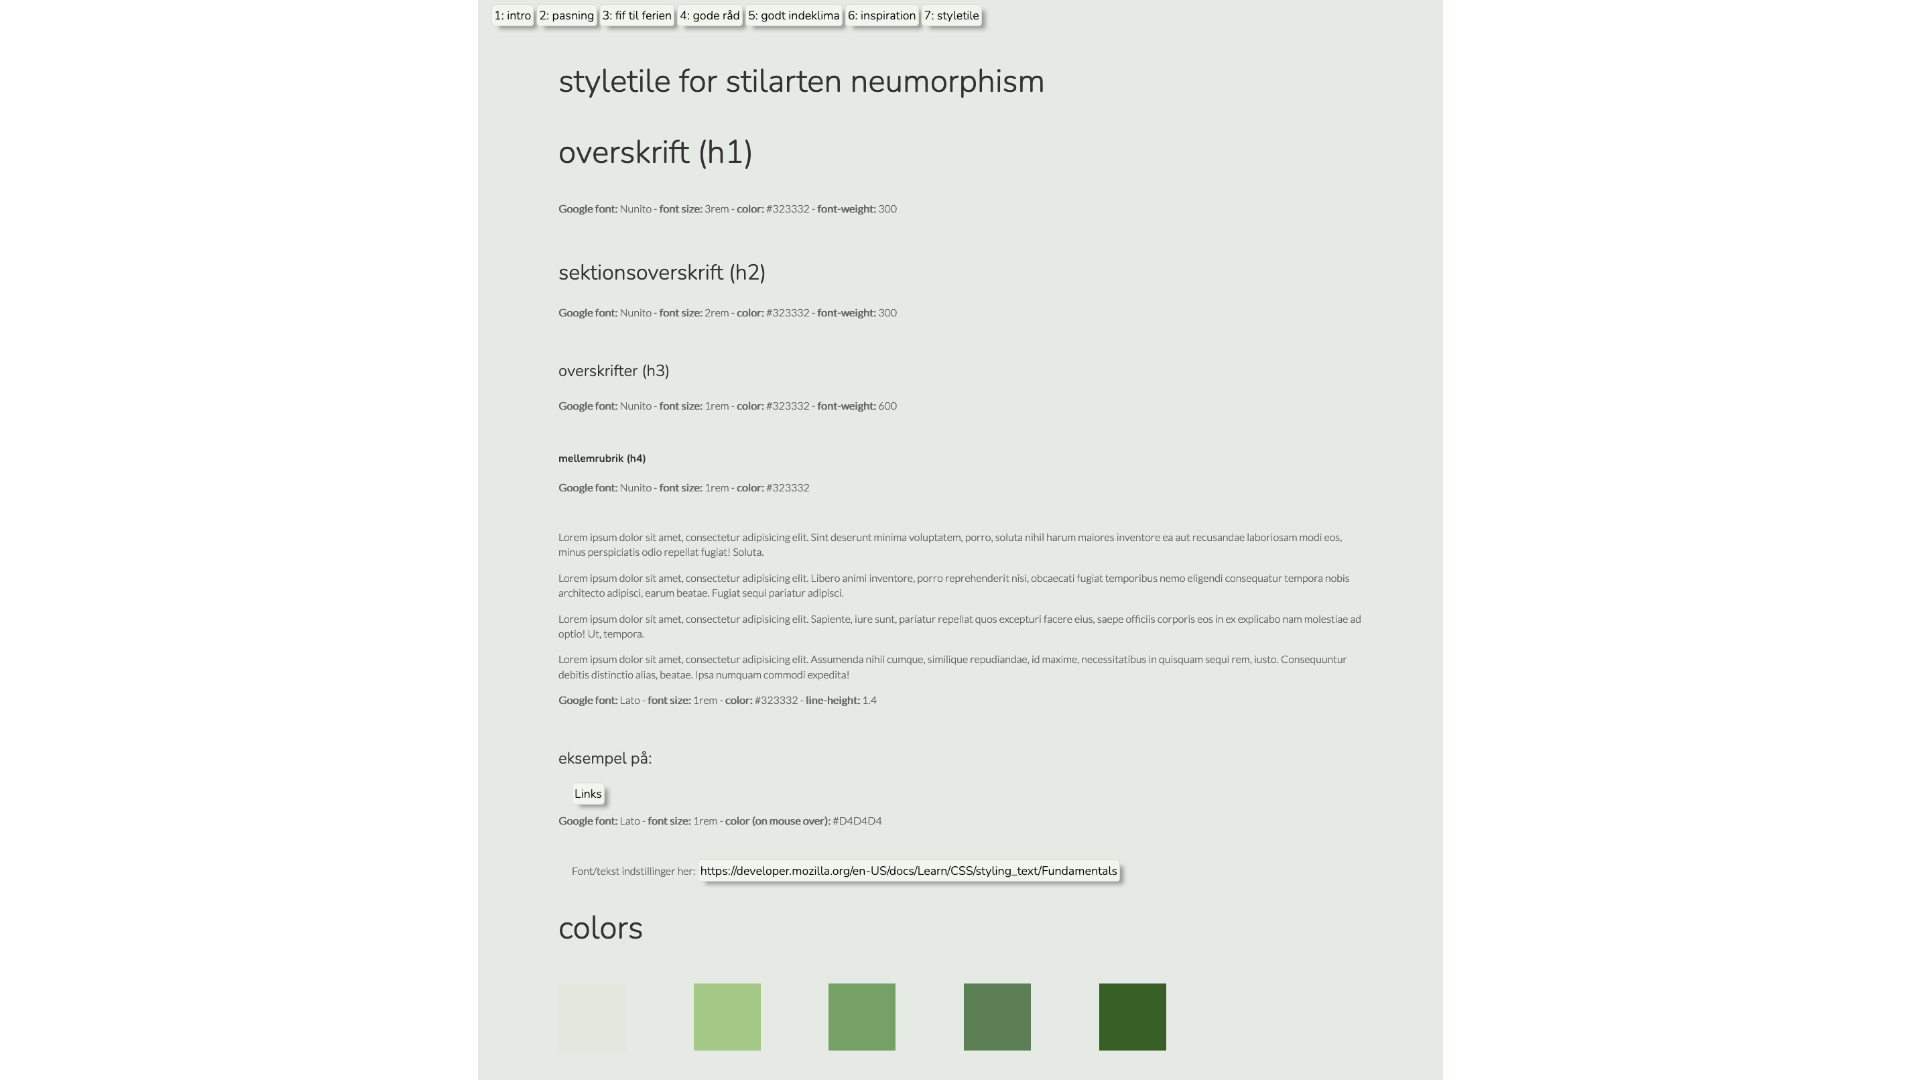 1: intro 2: pasning 3: fif til ferien 4: gode råd 5: godt indeklima 6: inspiration 7: styletile
styletile for stilarten neumorphism
overskrift (h1)
Google font: Nunito - font size: 3rem - color: #323332 - font-weight: 300
sektionsoverskrift (h2)
Google font: Nunito - font size: 2rem - color: #323332 - font-weight: 300
overskrifter (h3)
Google font: Nunito - font size: 1rem - color: #323332 - font-weight: 600
mellemrubrik (h4)
Google font: Nunito - font size: 1rem - color: #323332
Lorem ipsum dolor sit amet, consectetur adipisicing elit. Sint deserunt minima voluptatem, porro, soluta nihil harum maiores inventore ea aut recusandae laboriosam modi eos,
minus perspiciatis odio repellat fugiat! Soluta.
Lorem ipsum dolor sit amet, consectetur adipisicing elit. Libero animi inventore, porro reprehenderit nisi, obcaecati fugiat temporibus nemo eligendi consequatur tempora nobis
architecto adipisci, earum beatae. Fugiat sequi pariatur adipisci.
Lorem ipsum dolor sit amet, consectetur adipisicing elit. Sapiente, iure sunt, pariatur repellat quos excepturi facere eius, saepe officiis corporis eos in ex explicabo nam molestiae ad
optio! Ut, tempora.
Lorem ipsum dolor sit amet, consectetur adipisicing elit. Assumenda nihil cumque, similique repudiandae, id maxime, necessitatibus in quisquam sequi rem, iusto. Consequuntur
debitis distinctio alias, beatae. Ipsa numquam commodi expedita!
Google font: Lato - font size: 1rem - color: #323332 - line-height: 1.4
eksempel på:
Links
Google font: Lato - font size: 1rem - color (on mouse over): #D4D4D4
Font/tekst indstillinger her: https://developer.mozilla.org/en-US/docs/Learn/CSS/styling_text/Fundamentals
colors